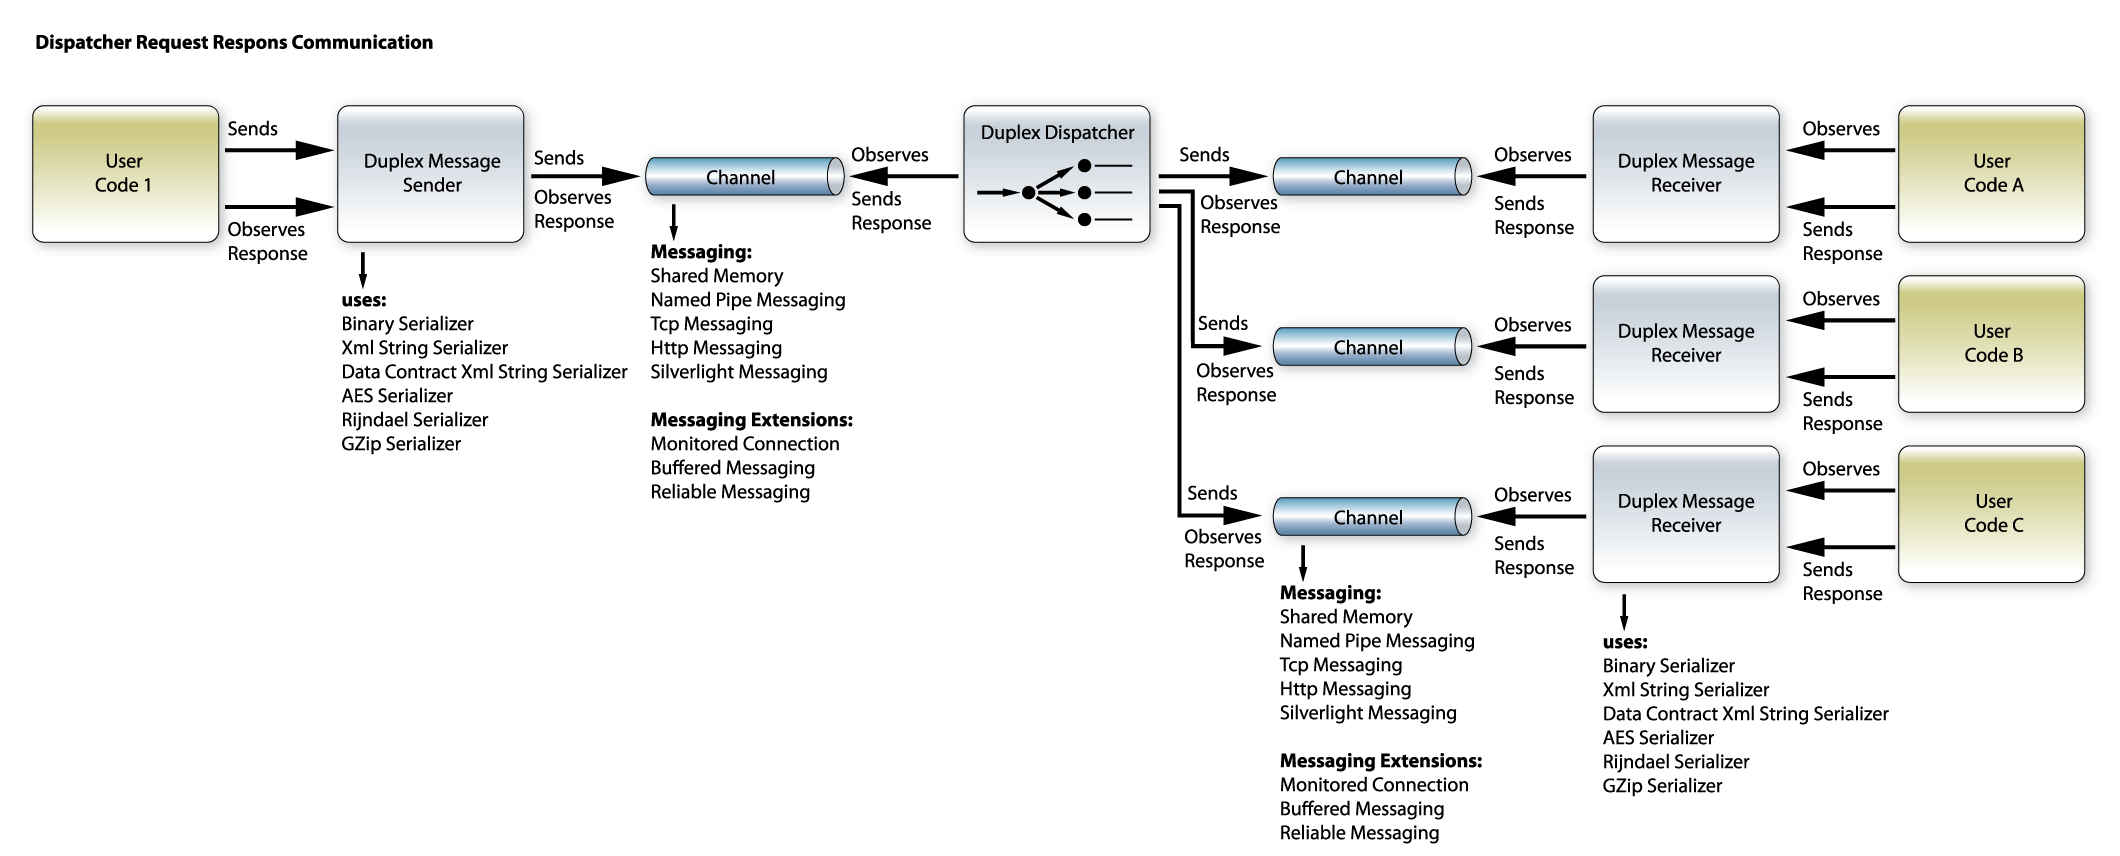 Dispatcher Request Respons Communication
User
Code 1
Sends
Observes
Response
Duplex Message
Sender
uses:
Binary Serializer
Xml String Serializer
Data Contract Xml String Serializer
AES Serializer
Rijndael Serializer
GZip Serializer
Sends
Observes
Response
Channel
Messaging:
Shared Memory
Named Pipe Messaging
Tcp Messaging
Http Messaging
Silverlight Messaging
Messaging Extensions:
Monitored Connection
Buffered Messaging
Reliable Messaging
Observes
Sends
Response
Duplex Dispatcher
Sends
Observes
Response
Channel
Observes
Sends
Response
Duplex Message
Receiver
Observes
Sends
Response
User
Code A
Sends
Observes
Response
Channel
Observes
Sends
Response
Duplex Message
Receiver
Observes
Sends
Response
User
Code B
Sends
Observes
Response
Channel
Observes
Sends
Response
Duplex Message
Receiver
Observes
Sends
Response
User
Code C
Messaging:
Shared Memory
Named Pipe Messaging
Tcp Messaging
Http Messaging
Silverlight Messaging
Messaging Extensions:
Monitored Connection
Buffered Messaging
Reliable Messaging
uses:
Binary Serializer
Xml String Serializer
Data Contract Xml String Serializer
AES Serializer
Rijndael Serializer
GZip Serializer